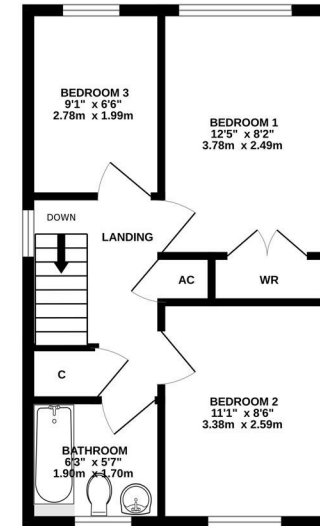 BEDROOM 3
9'1" x 6'6"
2.78m x 1.99m
BEDROOM 1
12'5" x 8'2"
3.78m x 2.49m
DOWN
LANDING
AC
WR
C
BEDROOM 2
11'1" x 8'6"
3.38m x 2.59m
BATHROOM
6'3" x 5'7"
1.90m x 1.70m